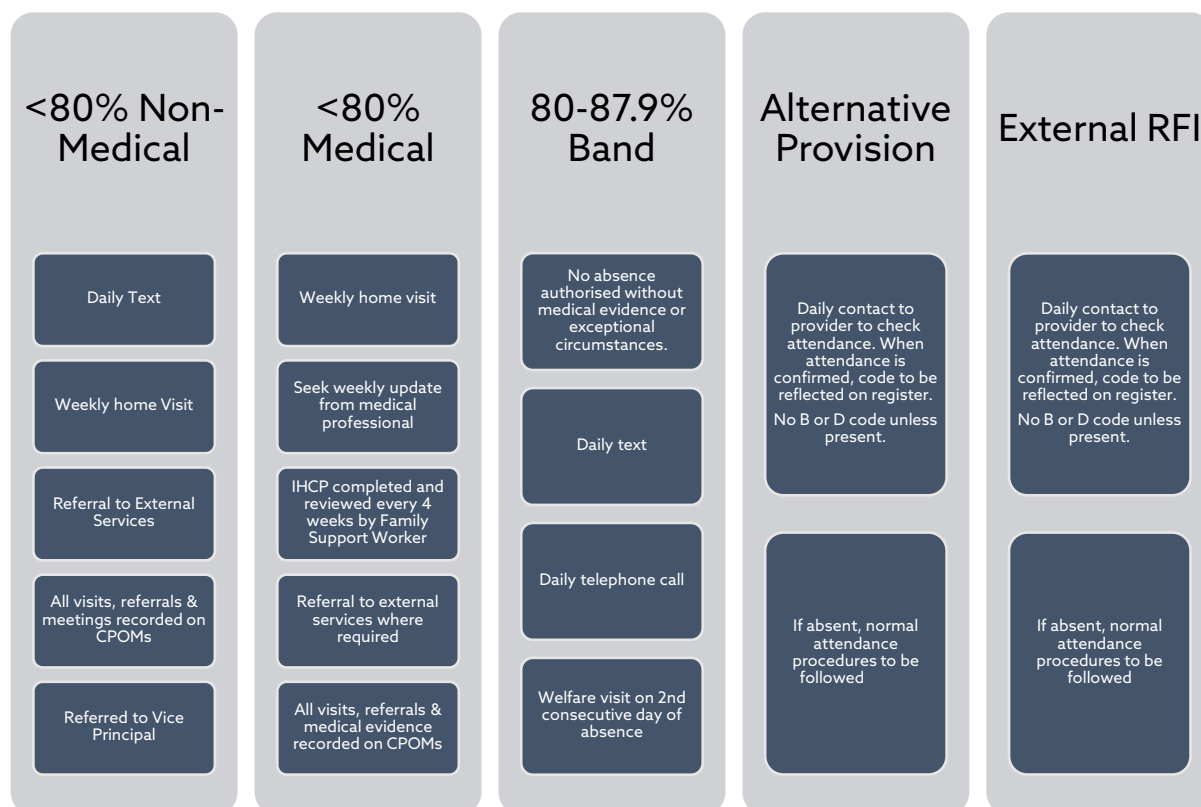 <80% Non-
Medical
Daily Text
Weekly home Visit
Referral to External
Services
All visits, referrals &
meetings recorded on
CPOMs
Referred to Vice
Principal
<80%
Medical
Weekly home visit
Seek weekly update
from medical
professional
IHCP completed and
reviewed every 4
weeks by Family
Support Worker
Referral to external
services where
required
All visits, referrals &
medical evidence
recorded on CPOMs
80-87.9%
Band
No absence
authorised without
medical evidence or
exceptional
circumstances.
Daily text
Daily telephone call
Welfare visit on 2nd
consecutive day of
absence
Alternative
Provision
Daily contact to
provider to check
attendance. When
attendance is
confirmed, code to be
reflected on register.
No B or D code unless
present.
If absent, normal
attendance
procedures to be
followed
External RFI
Daily contact to
provider to check
attendance. When
attendance is
confirmed, code to be
reflected on register.
No B or D code unless
present.
If absent, normal
attendance
procedures to be
followed